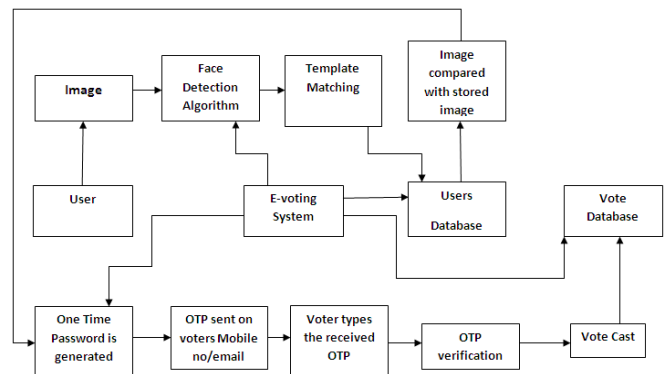 Image
Face
Detection
Algorithm
Template
Matching
Image
compared
with stored
image
User
E-voting
System
Users
Database
Vote
Database
One Time
Password is
generated
OTP sent on
voters Mobile
no/email
Voter types
the received
OTP
OTP
verification
Vote Cast